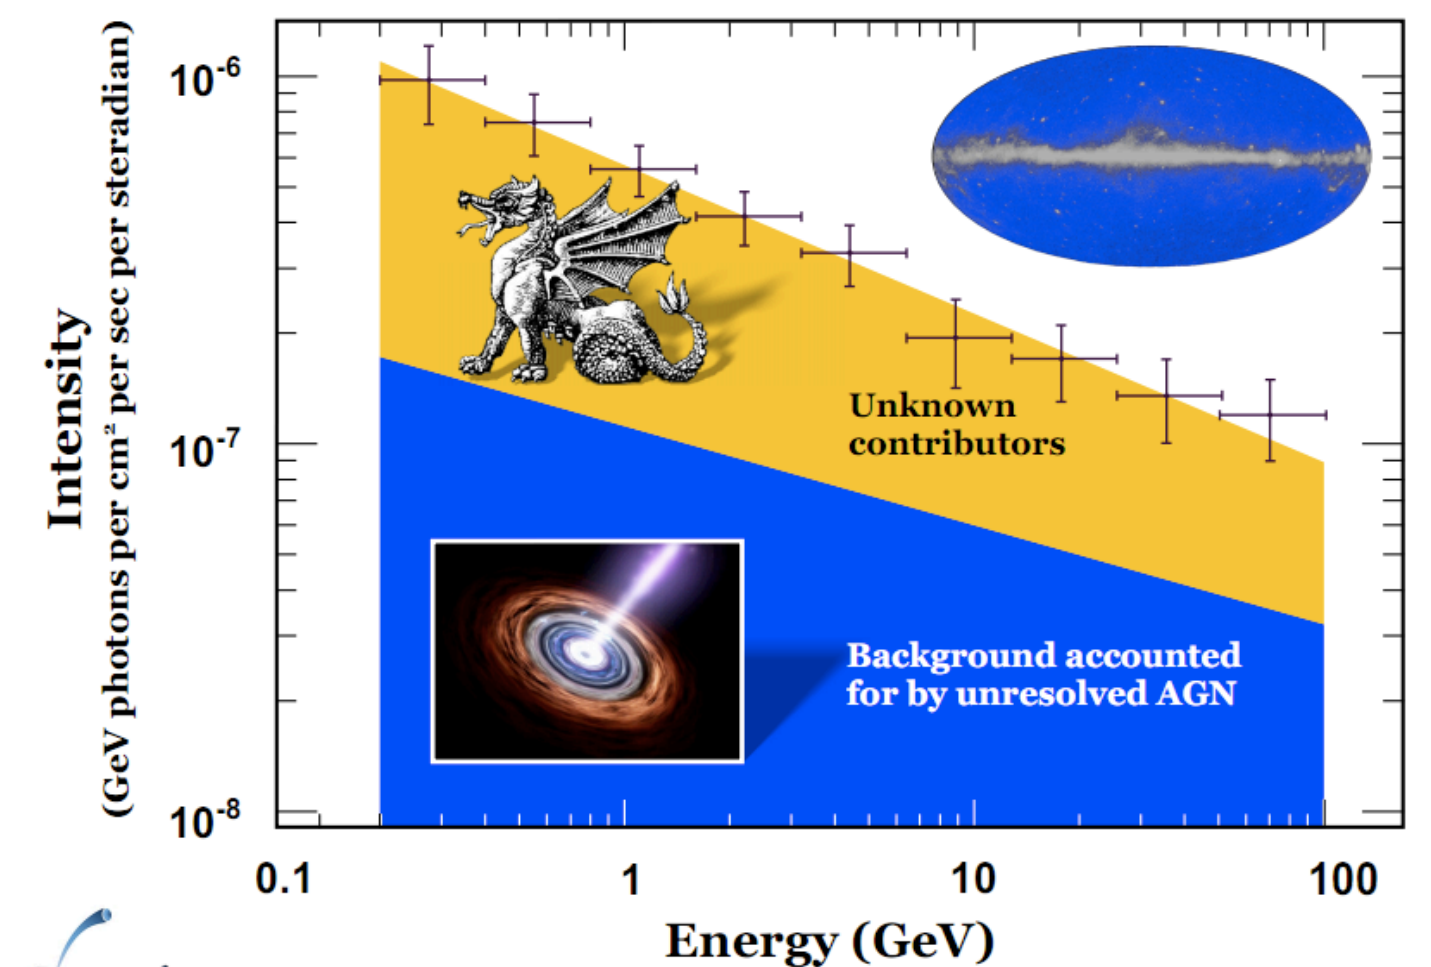 Intensity
(GeV photons per cm² per sec per steradian)
10-6
10-7
10-8
Unknown
contributors
Background accounted
for by unresolved AGN
0.1 1 10 100
Energy (GeV)